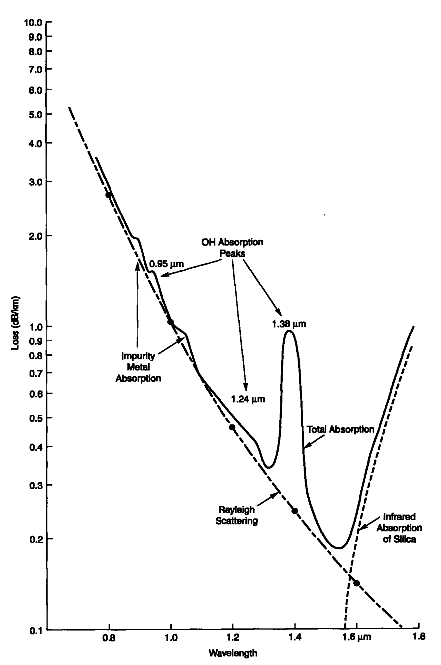 10.0
9.0
8.0
7.0
6.0
5.0
4.0
3.0
2.0
1.0
0.9
0.8
0.7
0.6
0.5
0.4
0.3
0.2
0.1
Loss (dB/km)
OH Absorption
Peaks
0.95 μm
1.38 μm
Impurity
Metal
Absorption
1.24 μm
Total Absorption
Rayleigh
Scattering
Infrared
Absorption
of Silica
0.8
1.0
1.2
1.4
1.6 μm
1.8
Wavelength